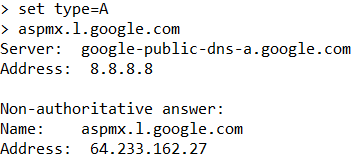 > set type=A
> aspmx.l.google.com
Server:  google-public-dns-a.google.com
Address:  8.8.8.8

Non-authoritative answer:
Name:    aspmx.l.google.com
Address:  64.233.162.27